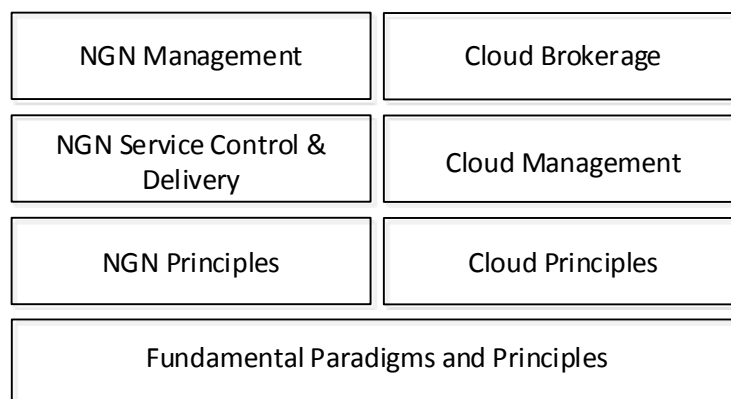 NGN Management
Cloud Brokerage
NGN Service Control &
Delivery
Cloud Management
NGN Principles
Cloud Principles
Fundamental Paradigms and Principles